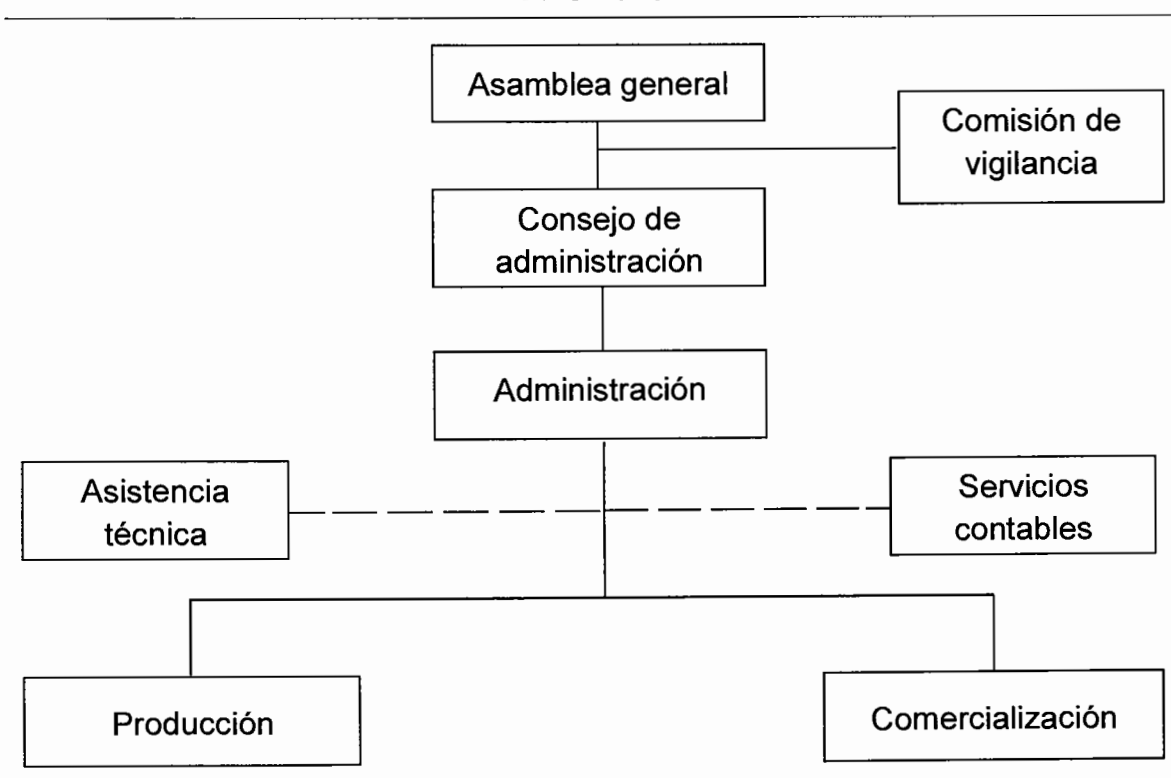 Asamblea general
Comisión de
vigilancia
Consejo de
administración
Administración
Asistencia
técnica
Servicios
contables
Producción
Comercialización